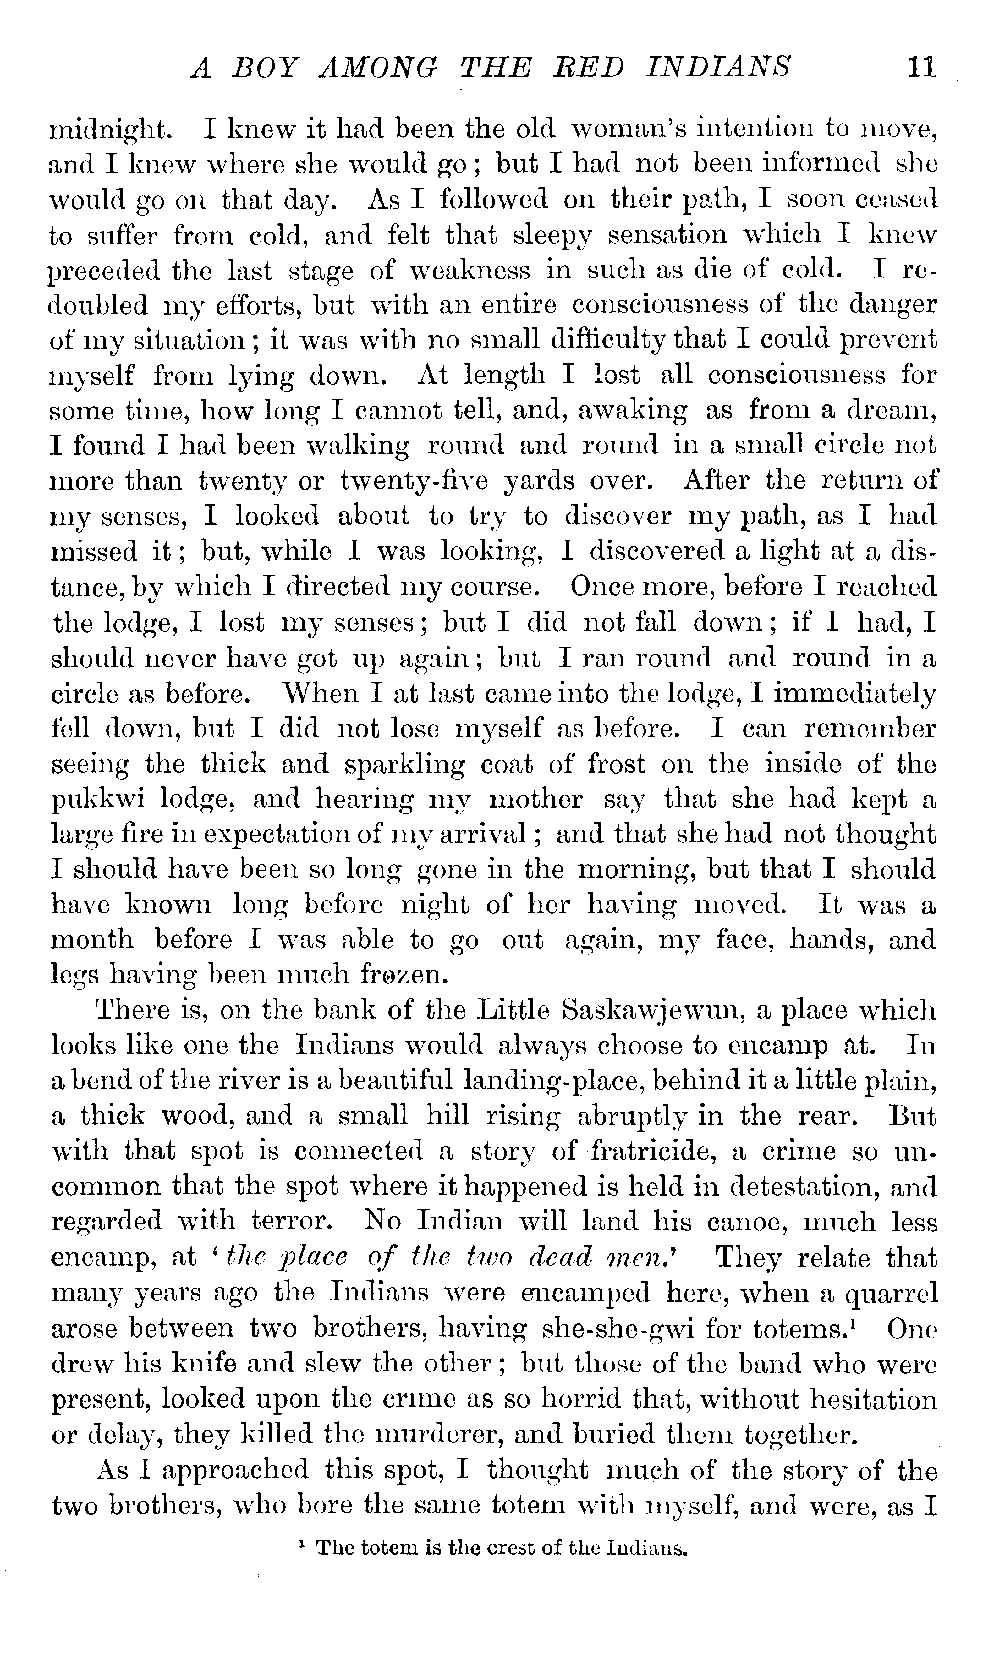 A BOY AMONG THE RED INDIANS 11
midnight. I knew it had been the old woman's intention to move,
and I knew where she would go ; but I had not been informed she
would go on that day. As I followed on their path, I soon ceased
to suffer from cold, and felt that sleepy sensation which I knew
preceded the last stage of weakness in such as die of cold. I re-
doubled my efforts, but with an entire consciousness of the danger
of my situation ; it was with no small difficulty that I could prevent
myself from lying down. At length I lost all consciousness for
some time, how long I cannot tell, and, awaking as from a dream,
I found I had been walking round and round in a small circle not
more than twenty or twenty-five yards over. After the return of
my senses, I looked about to try to discover my path, as I had
missed it ; but, while I was looking, I discovered a light at a dis-
tance, by which I directed my course. Once more, before I reached
the lodge, I lost my senses ; but I did not fall down ; if I had, I
should never have got up again ; but I ran round and round in a
circle as before. When I at last came into the lodge, I immediately
fell down, but I did not lose myself as before. I can remember
seeing the thick and sparkling coat of frost on the inside of the
pukkwi lodge, and hearing my mother say that she had kept a
large fire in expectation of my arrival ; and that she had not thought
I should have been so long gone in the morning, but that I should
have known long before night of her having moved. It was a
month before I was able to go out again, my face, hands, and
legs having been much frozen.
There is, on the bank of the Little Saskawjewun, a place which
looks like one the Indians would always choose to encamp at. In
a bend of the river is a beautiful landing-place, behind it a little plain,
a thick wood, and a small hill rising abruptly in the rear. But
with that spot is connected a story of fratricide, a crime so un-
common that the spot where it happened is held in detestation, and
regarded with terror. No Indian will land his canoe, much less
encamp, at ‘the place of the two dead men.’ They relate that
many years ago the Indians were encamped here, when a quarrel
arose between two brothers, having she-she-gwi for totems.¹ One
drew his knife and slew the other ; but those of the band who were
present, looked upon the crime as so horrid that, without hesitation
or delay, they killed the murderer, and buried them together.
As I approached this spot, I thought much of the story of the
two brothers, who bore the same totem with myself, and were, as I
¹ The totem is the crest of the Indians.